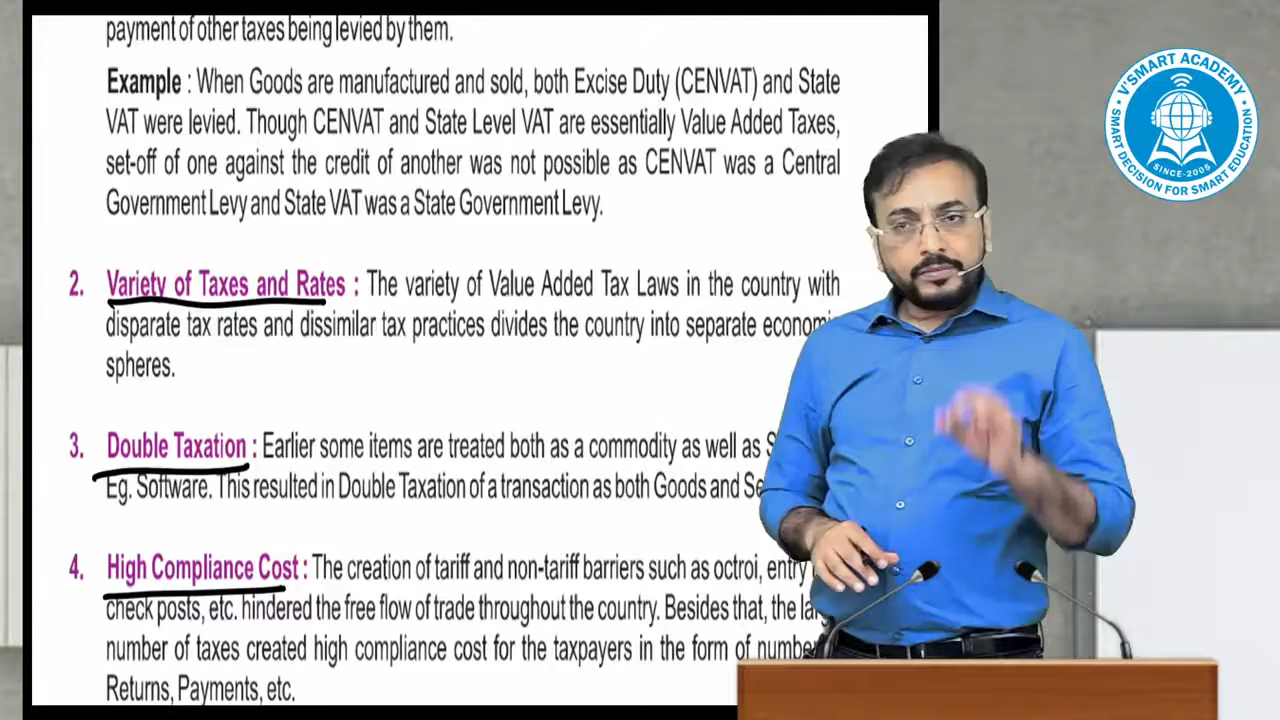 payment of other taxes being levied by them.
Example : When Goods are manufactured and sold, both Excise Duty (CENVAT) and State
VAT were levied. Though CENVAT and State Level VAT are essentially Value Added Taxes,
set-off of one against the credit of another was not possible as CENVAT was a Central
Government Levy and State VAT was a State Government Levy.
2. Variety of Taxes and Rates : The variety of Value Added Tax Laws in the country with
disparate tax rates and dissimilar tax practices divides the country into separate economi
spheres.
3. Double Taxation : Earlier some items are treated both as a commodity as well as S
Eg. Software. This resulted in Double Taxation of a transaction as both Goods and Se
4. High Compliance Cost : The creation of tariff and non-tariff barriers such as octroi, entry
check posts, etc. hindered the free flow of trade throughout the country. Besides that, the lar
number of taxes created high compliance cost for the taxpayers in the form of number
Returns, Payments, etc.
V'SMART ACADEMY
SINCE-2005
SMART DECISION FOR SMART EDUCATION